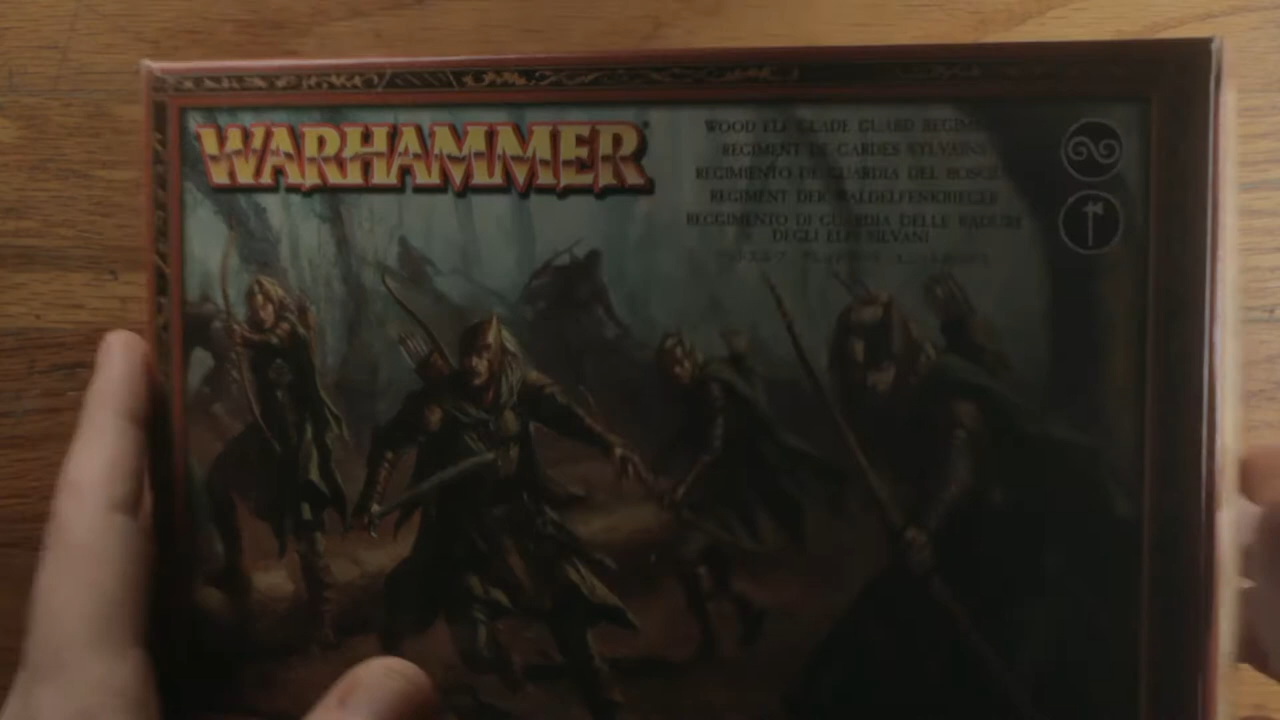 WARHAMMER
WOOD ELF GLADE GUARD REGIMENT
REGIMENT DE GARDES SYLVAINS
REGIMIENTO DE GUARDIA DEL BOSQUE
REGIMENT DER WALDELFENKRIEGER
REGGIMENTO DI GUARDIA DELLE RADURE
DEGLI ELFI SILVANI